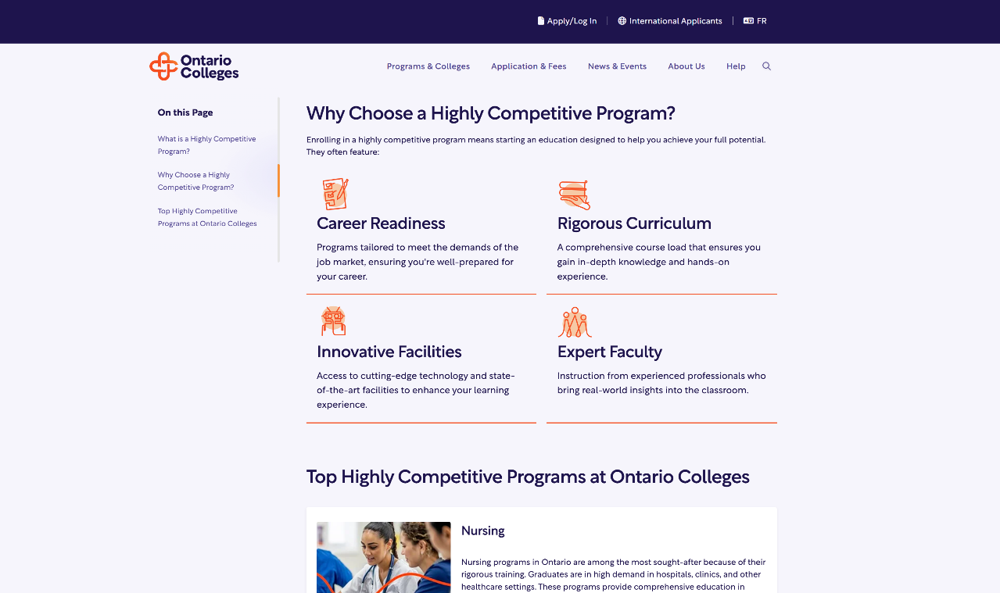 Apply/Log In
International Applicants
FR
Ontario
Colleges
Programs & Colleges
Application & Fees
News & Events
About Us
Help
On this Page
What is a Highly Competitive
Program?
Why Choose a Highly
Competitive Program?
Top Highly Competitive
Programs at Ontario Colleges
Why Choose a Highly Competitive Program?
Enrolling in a highly competitive program means starting an education designed to help you achieve your full potential.
They often feature:
Career Readiness
Programs tailored to meet the demands of the
job market, ensuring you're well-prepared for
your career.
Rigorous Curriculum
A comprehensive course load that ensures you
gain in-depth knowledge and hands-on
experience.
Innovative Facilities
Access to cutting-edge technology and state-
of-the-art facilities to enhance your learning
experience.
Expert Faculty
Instruction from experienced professionals who
bring real-world insights into the classroom.
Top Highly Competitive Programs at Ontario Colleges
Nursing
Nursing programs in Ontario are among the most sought-after because of their
rigorous training. Graduates are in high demand in hospitals, clinics, and other
healthcare settings. These programs provide comprehensive education in